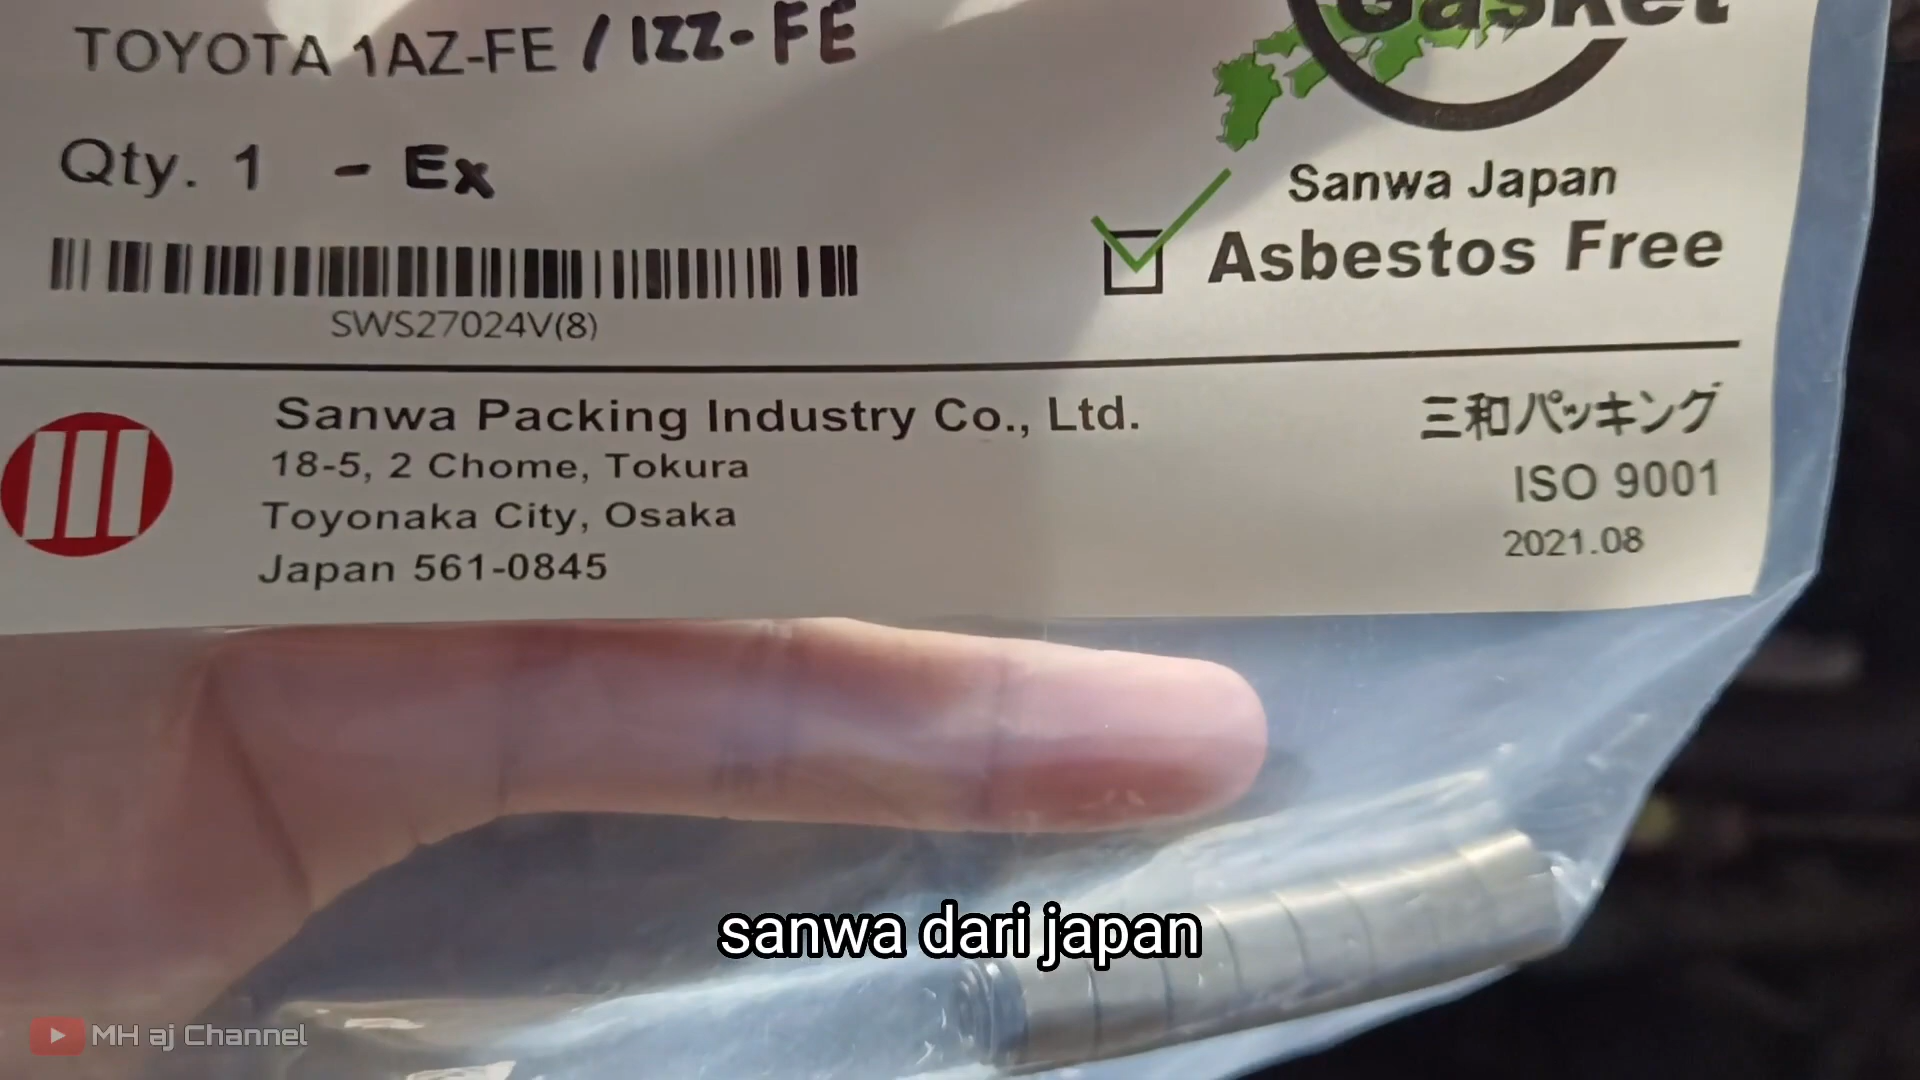 Gasket
TOYOTA 1AZ-FE / 1ZZ-FE
Qty. 1 - Ex
SWS27024V(8)
Sanwa Japan
Asbestos Free
Sanwa Packing Industry Co., Ltd.
18-5, 2 Chome, Tokura
Toyonaka City, Osaka
Japan 561-0845
三和パッキング
ISO 9001
2021.08
sanwa dari japan
MH aj Channel